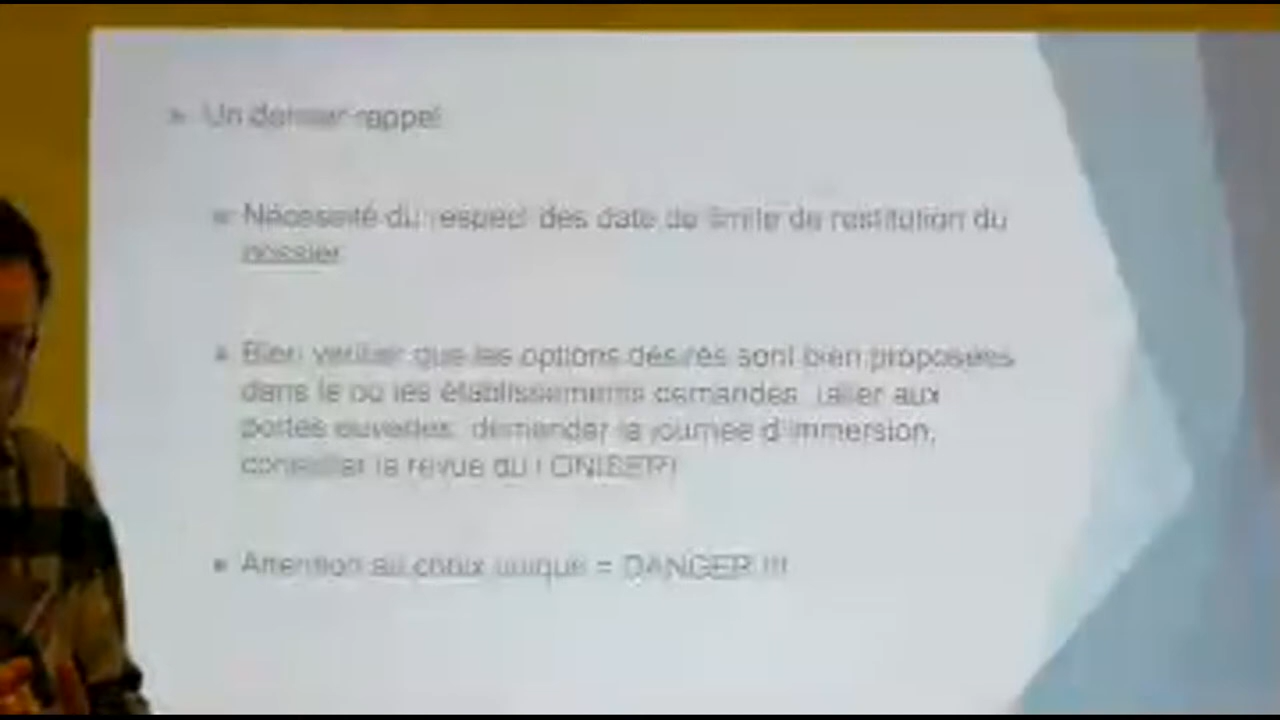 Un dernier rappel
Nécessité du respect des date de limite de restitution du
dossier
Bien vérifier que les options désirés sont bien proposées
dans le ou les établissements demandés (aller aux
portes ouvertes, demander la journée d'immersion,
consulter la revue du l'ONISEP)
Attention au choix unique = DANGER !!!